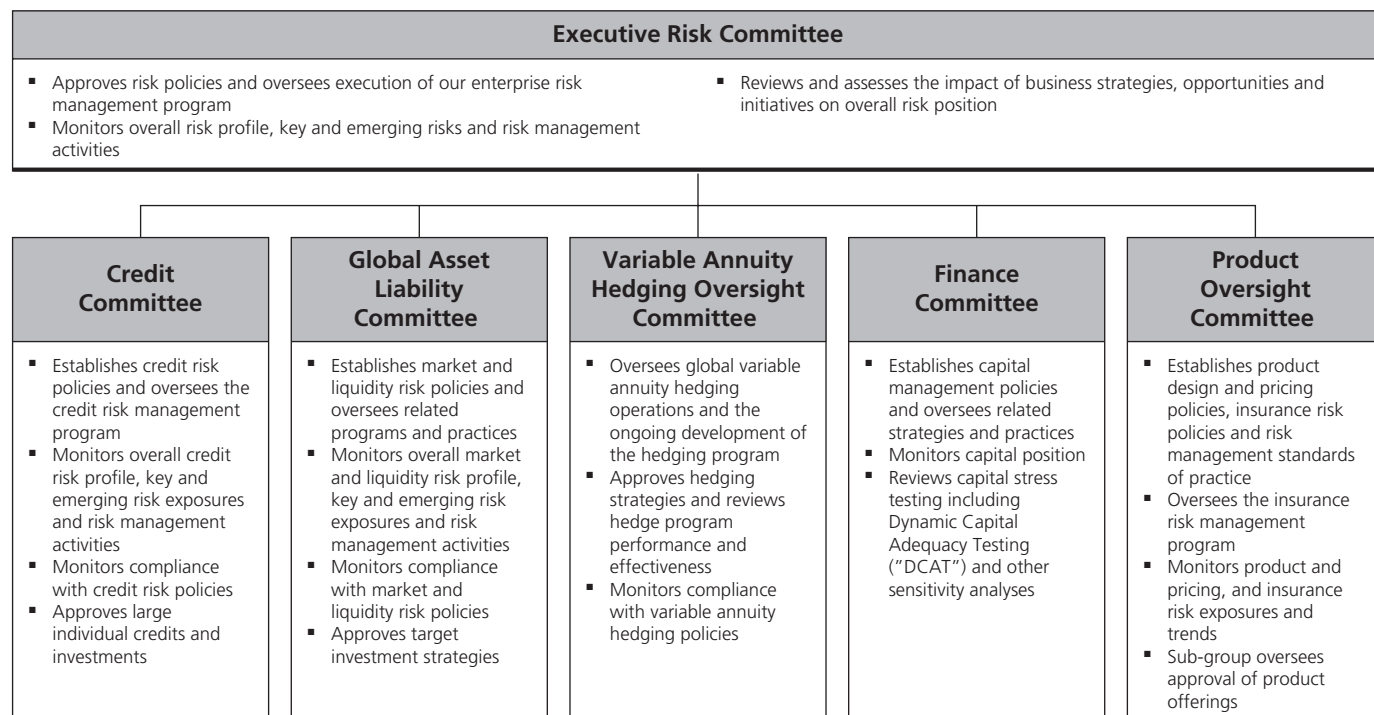 Executive Risk Committee
▪ Approves risk policies and oversees execution of our enterprise risk
management program
▪ Monitors overall risk profile, key and emerging risks and risk management
activities
▪ Reviews and assesses the impact of business strategies, opportunities and
initiatives on overall risk position
Credit
Committee
▪ Establishes credit risk
policies and oversees the
credit risk management
program
▪ Monitors overall credit
risk profile, key and
emerging risk exposures
and risk management
activities
▪ Monitors compliance
with credit risk policies
▪ Approves large
individual credits and
investments
Global Asset
Liability
Committee
▪ Establishes market and
liquidity risk policies and
oversees related
programs and practices
▪ Monitors overall market
and liquidity risk profile,
key and emerging risk
exposures and risk
management activities
▪ Monitors compliance
with market and
liquidity risk policies
▪ Approves target
investment strategies
Variable Annuity
Hedging Oversight
Committee
▪ Oversees global variable
annuity hedging
operations and the
ongoing development of
the hedging program
▪ Approves hedging
strategies and reviews
hedge program
performance and
effectiveness
▪ Monitors compliance
with variable annuity
hedging policies
Finance
Committee
▪ Establishes capital
management policies
and oversees related
strategies and practices
▪ Monitors capital position
▪ Reviews capital stress
testing including
Dynamic Capital
Adequacy Testing
("DCAT") and other
sensitivity analyses
Product
Oversight
Committee
▪ Establishes product
design and pricing
policies, insurance risk
policies and risk
management standards
of practice
▪ Oversees the insurance
risk management
program
▪ Monitors product and
pricing, and insurance
risk exposures and
trends
▪ Sub-group oversees
approval of product
offerings